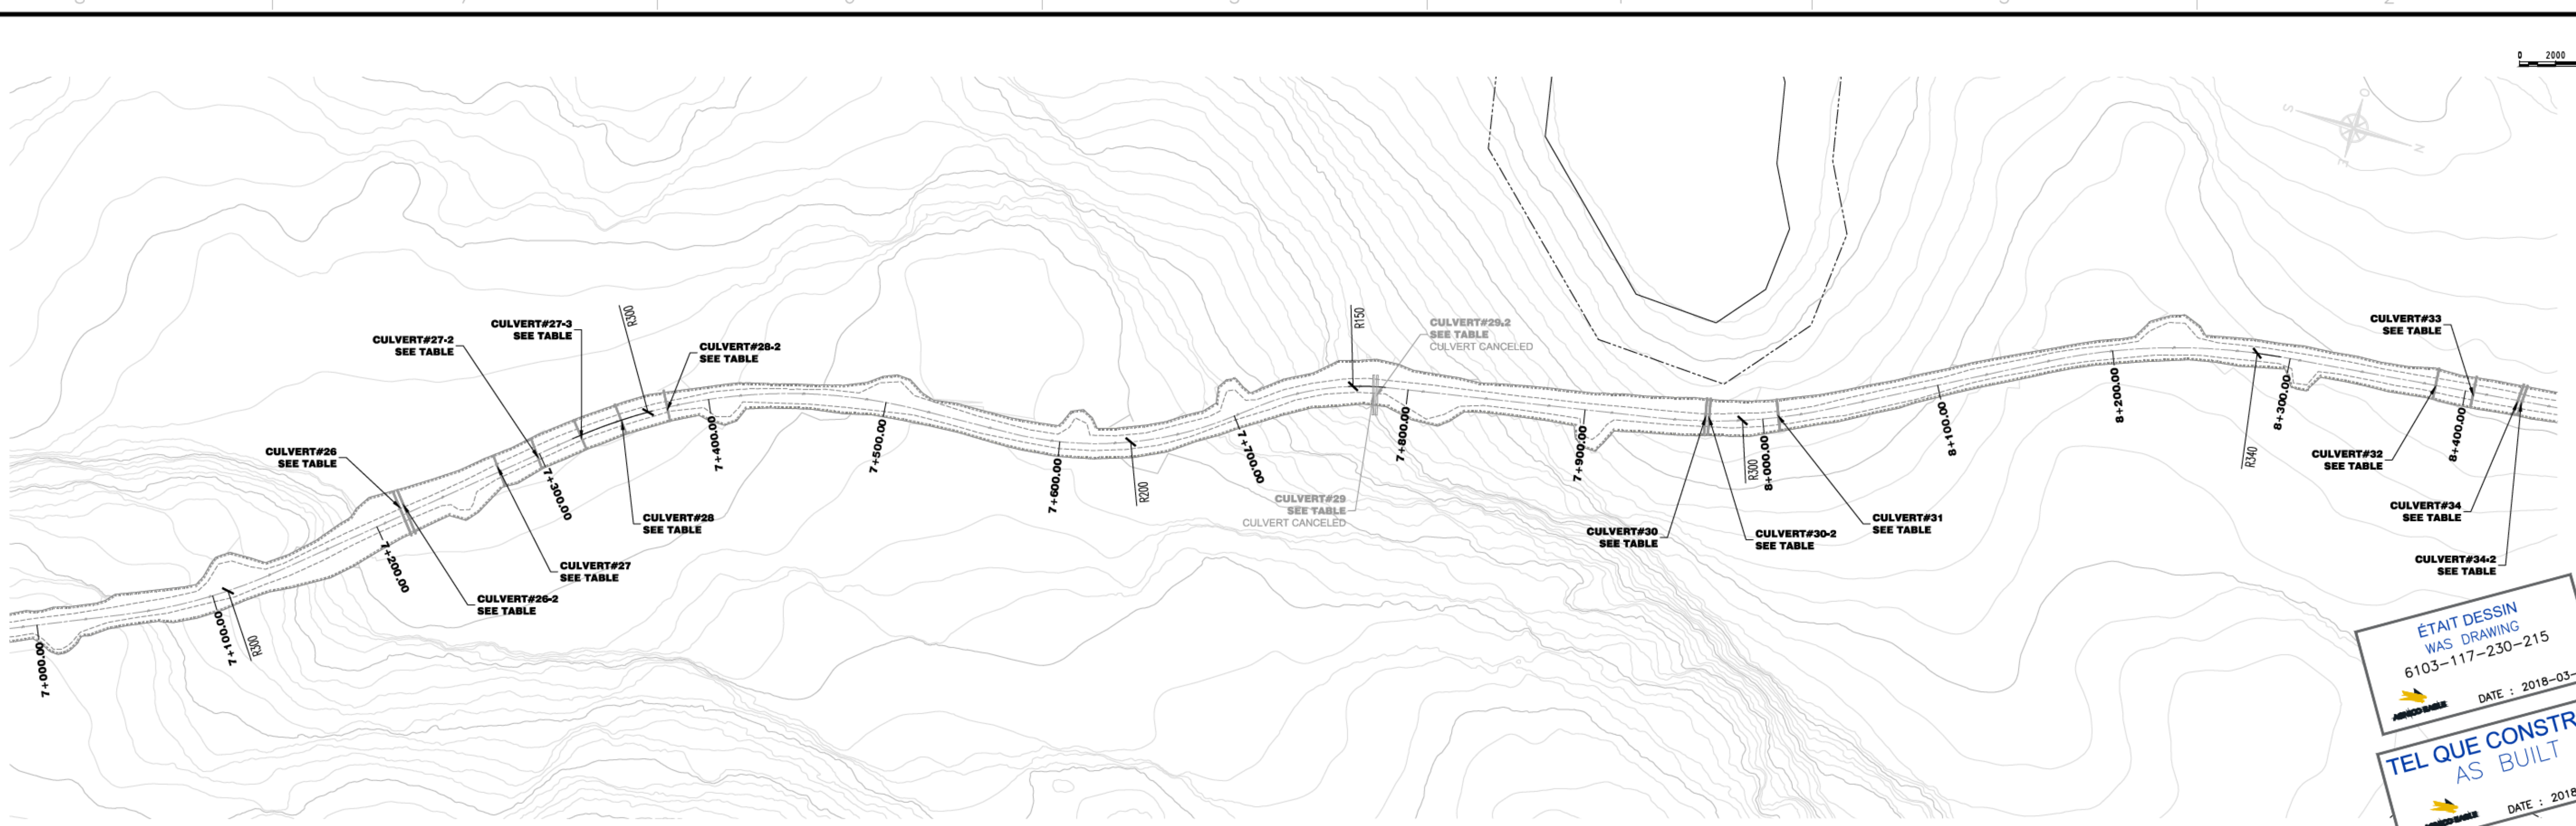 0 2000
S
O
N
E
CULVERT#26
SEE TABLE
CULVERT#27-2
SEE TABLE
CULVERT#27-3
SEE TABLE
R300
CULVERT#28-2
SEE TABLE
R150
CULVERT#29.2
SEE TABLE
CULVERT CANCELED
CULVERT#33
SEE TABLE
7+000.00
7+100.00
R300
7+200.00
7+300.00
7+400.00
7+500.00
7+600.00
R200
7+700.00
7+800.00
7+900.00
R300
8+000.00
8+100.00
8+200.00
R340
8+300.00
8+400.00
CULVERT#26-2
SEE TABLE
CULVERT#27
SEE TABLE
CULVERT#28
SEE TABLE
CULVERT#29
SEE TABLE
CULVERT CANCELED
CULVERT#30
SEE TABLE
CULVERT#30-2
SEE TABLE
CULVERT#31
SEE TABLE
CULVERT#32
SEE TABLE
CULVERT#34
SEE TABLE
CULVERT#34-2
SEE TABLE
ÉTAIT DESSIN
WAS DRAWING
6103-117-230-215
AGNICO EAGLE
DATE : 2018-03-
TEL QUE CONSTR
AS BUILT
AGNICO EAGLE
DATE : 2018